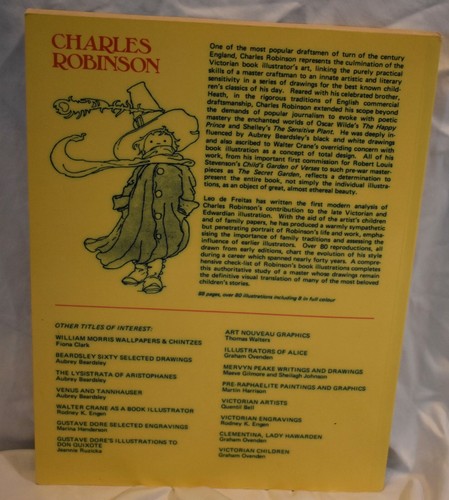 CHARLES
ROBINSON
One of the most popular draftsmen of turn of the century
England, Charles Robinson represents the culmination of the
Victorian book illustrator's art, linking the purely practical
skills of a master craftsman to an innate artistic and literary
sensitivity in a series of drawings for the best known child-
ren's classics of his day. Reared with his celebrated brother,
Heath, in the rigorous traditions of English commercial
draftsmanship, Charles Robinson extended his scope beyond
the demands of popular journalism to evoke with poetic
mastery the enchanted worlds of Oscar Wilde's The Happy
Prince and Shelley's The Sensitive Plant. He was deeply in-
fluenced by Aubrey Beardsley's black and white drawings
and also ascribed to Walter Crane's overriding concern with
book illustration as a concept of total design. All of his
work, from his important first commission for Robert Louis
Stevenson's Child's Garden of Verses to such pre-war master-
pieces as The Secret Garden, reflects a determination to
present the entire book, not simply the individual illustra-
tions, as an object of great, almost ethereal beauty.
Leo de Freitas has written the first modern analysis of
Charles Robinson's contribution to the late Victorian and
Edwardian illustration. With the aid of the artist's children
and of family papers, he has produced a warmly sympathetic
but penetrating portrait of Robinson's life and work, empha-
sising the importance of family traditions and assessing the
influence of earlier illustrators. Over 80 reproductions, all
drawn from early editions, chart the evolution of his style
during a career which spanned nearly forty years. A compre-
hensive check-list of Robinson's book illustrations completes
this authoritative study of a master whose drawings remain
the definitive visual translation of many of the most beloved
children's stories.
pages, over 80 illustrations including 8 in full colour
OTHER TITLES OF INTEREST:
WILLIAM MORRIS WALLPAPERS & CHINTZES
Fiona Clark
BEARDSLEY SIXTY SELECTED DRAWINGS
Aubrey Beardsley
THE LYSISTRATA OF ARISTOPHANES
Aubrey Beardsley
VENUS AND TANNHAUSER
Aubrey Beardsley
WALTER CRANE AS A BOOK ILLUSTRATOR
Rodney K. Engen
GUSTAVE DORE SELECTED ENGRAVINGS
Marina Henderson
GUSTAVE DORE'S ILLUSTRATIONS TO
DON QUIXOTE
Jeannie Ruzicka
ART NOUVEAU GRAPHICS
Thomas Walters
ILLUSTRATORS OF ALICE
Graham Ovenden
MERVYN PEAKE WRITINGS AND DRAWINGS
Maeve Gilmore and Shelagh Johnson
PRE-RAPHAELITE PAINTINGS AND GRAPHICS
Martin Harrison
VICTORIAN ARTISTS
Quentin Bell
VICTORIAN ENGRAVINGS
Rodney K. Engen
CLEMENTINA, LADY HAWARDEN
Graham Ovenden
VICTORIAN CHILDREN
Graham Ovenden